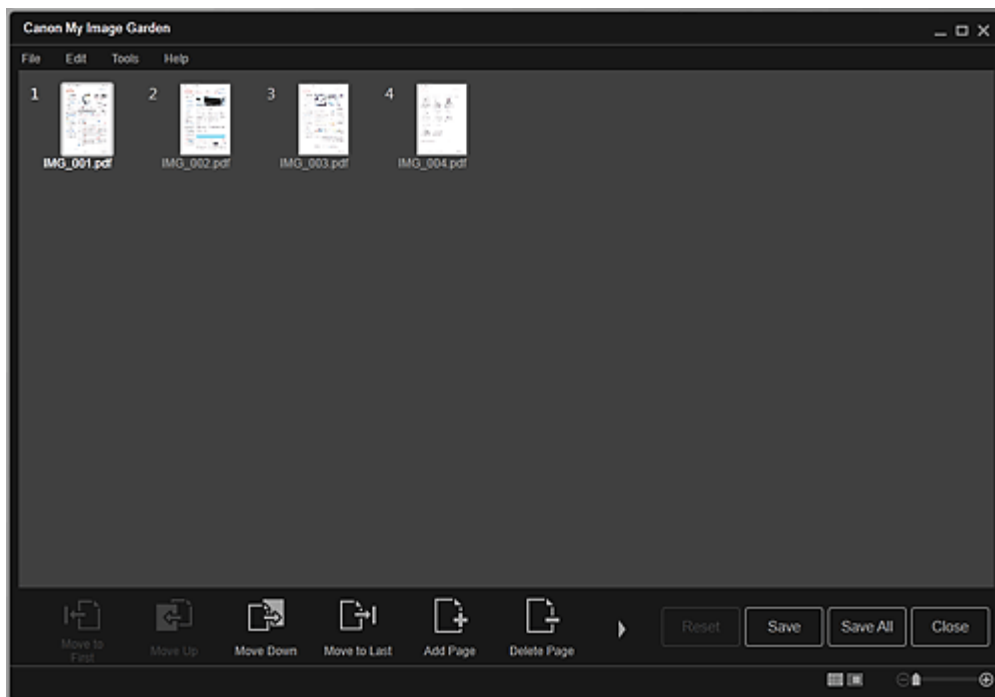 Canon My Image Garden
File Edit Tools Help
1 2 3 4
IMG_001.pdf IMG_002.pdf IMG_003.pdf IMG_004.pdf
Move to First Move Up Move Down Move to Last Add Page Delete Page Reset Save Save All Close